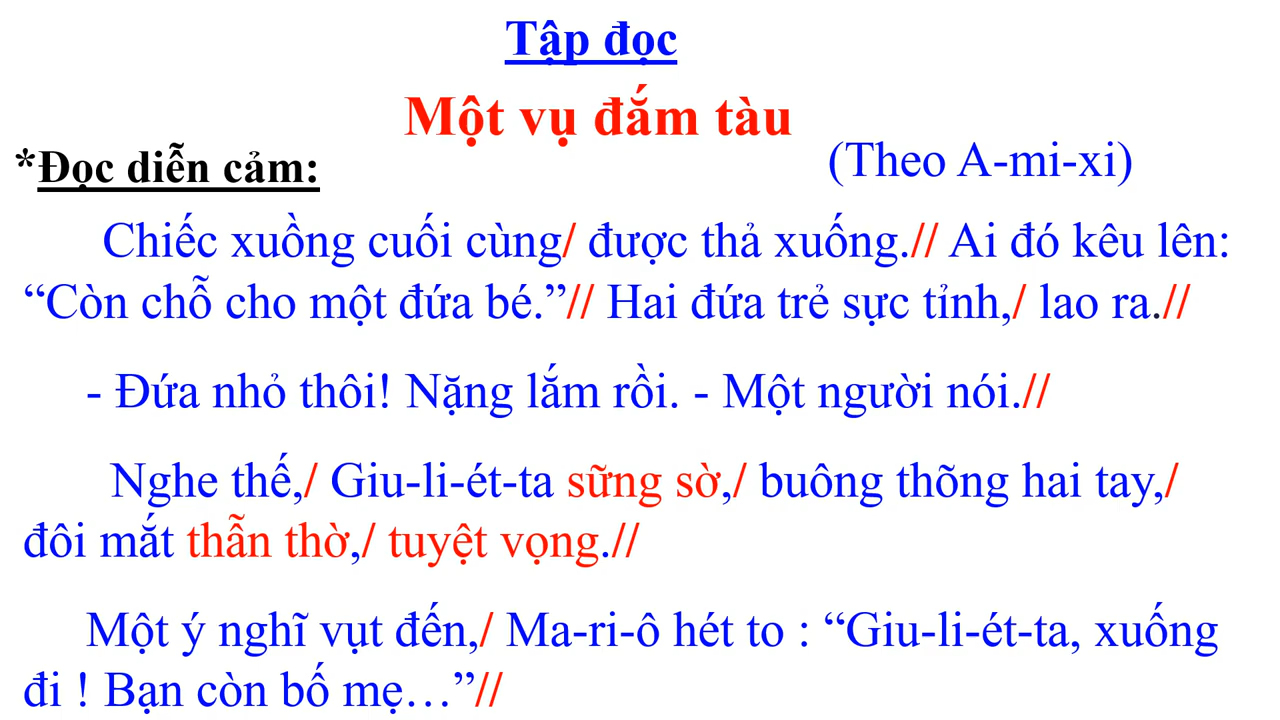 Tập đọc
Một vụ đắm tàu
*Đọc diễn cảm:
(Theo A-mi-xi)
Chiếc xuồng cuối cùng/ được thả xuống.// Ai đó kêu lên:
“Còn chỗ cho một đứa bé.”// Hai đứa trẻ sực tỉnh,/ lao ra.//
- Đứa nhỏ thôi! Nặng lắm rồi. - Một người nói.//
Nghe thế,/ Giu-li-ét-ta sững sờ,/ buông thõng hai tay,/
đôi mắt thẫn thờ,/ tuyệt vọng.//
Một ý nghĩ vụt đến,/ Ma-ri-ô hét to : “Giu-li-ét-ta, xuống
đi ! Bạn còn bố mẹ…”//